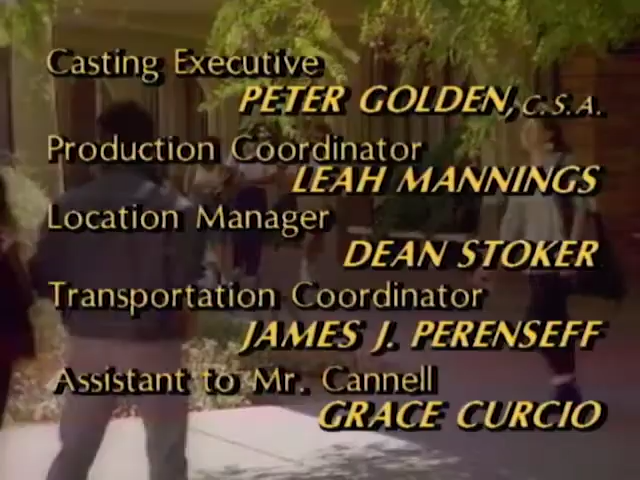 Casting Executive
PETER GOLDEN, C.S.A.
Production Coordinator
LEAH MANNINGS
Location Manager
DEAN STOKER
Transportation Coordinator
JAMES J. PERENSEFF
Assistant to Mr. Cannell
GRACE CURCIO